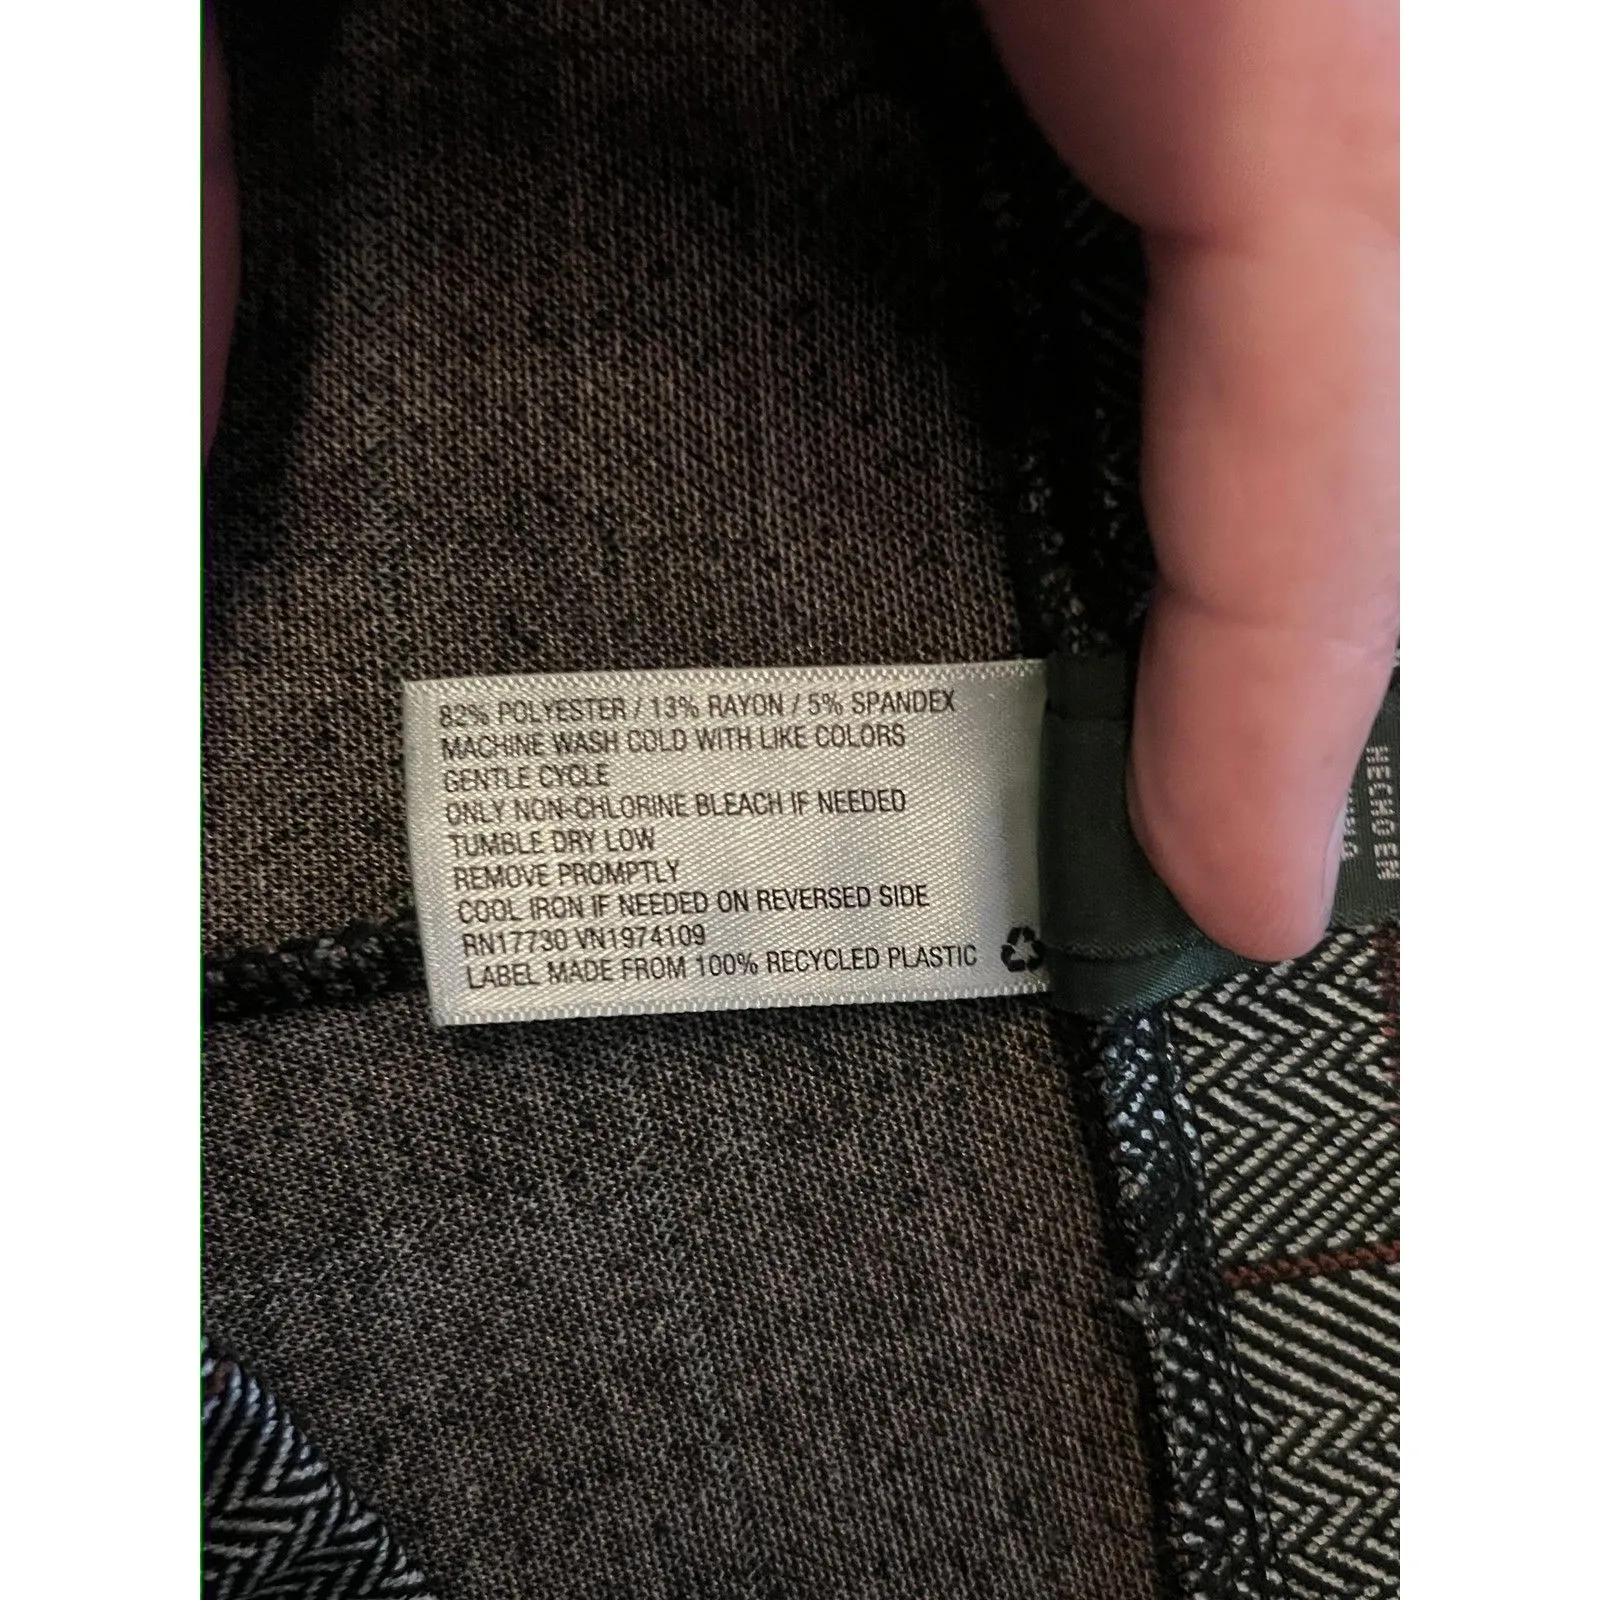 82% POLYESTER / 13% RAYON / 5% SPANDEX
MACHINE WASH COLD WITH LIKE COLORS
GENTLE CYCLE
ONLY NON-CHLORINE BLEACH IF NEEDED
TUMBLE DRY LOW
REMOVE PROMPTLY
COOL IRON IF NEEDED ON REVERSED SIDE
RN17730 VN1974109
LABEL MADE FROM 100% RECYCLED PLASTIC